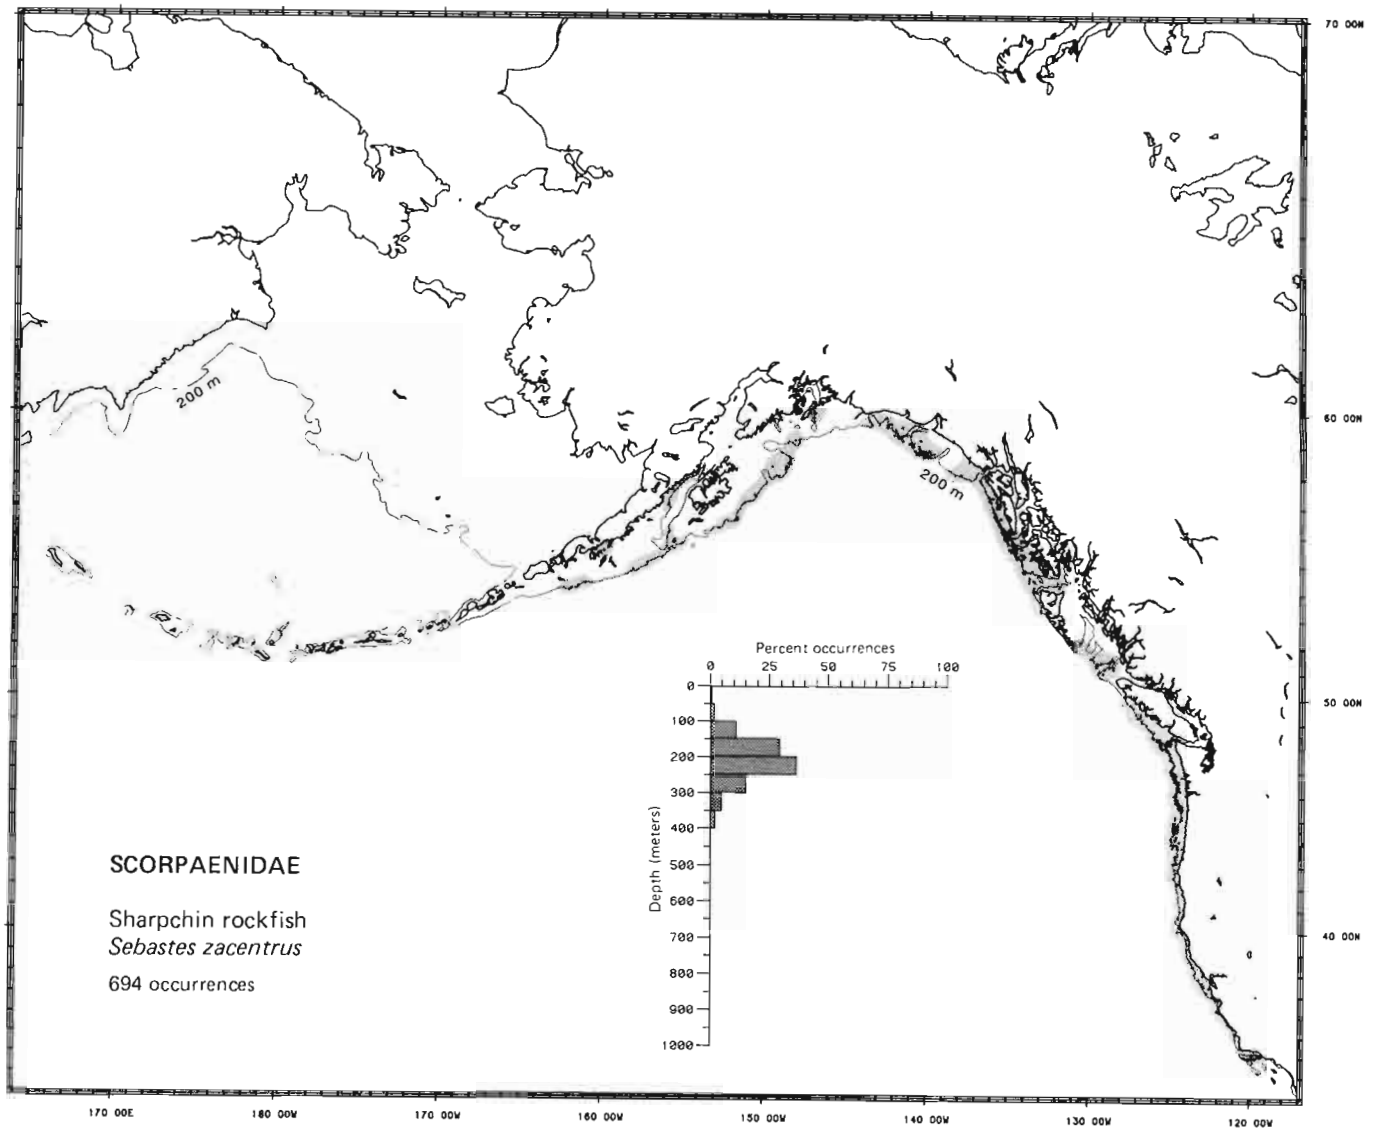 70 00N
200 m
60 00N
200 m
Percent occurrences
0 25 50 75 100
50 00N
0
100
200
300
400
500
600
700
800
900
1200
Depth (meters)
40 00N
SCORPAENIDAE
Sharpchin rockfish
Sebastes zacentrus
694 occurrences
170 00E 180 00W 170 00W 160 00W 150 00W 140 00W 130 00W 120 00W